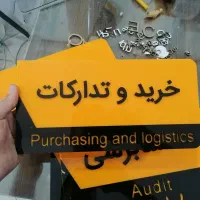 خرید و تدارکات
Purchasing and logistics
Audit